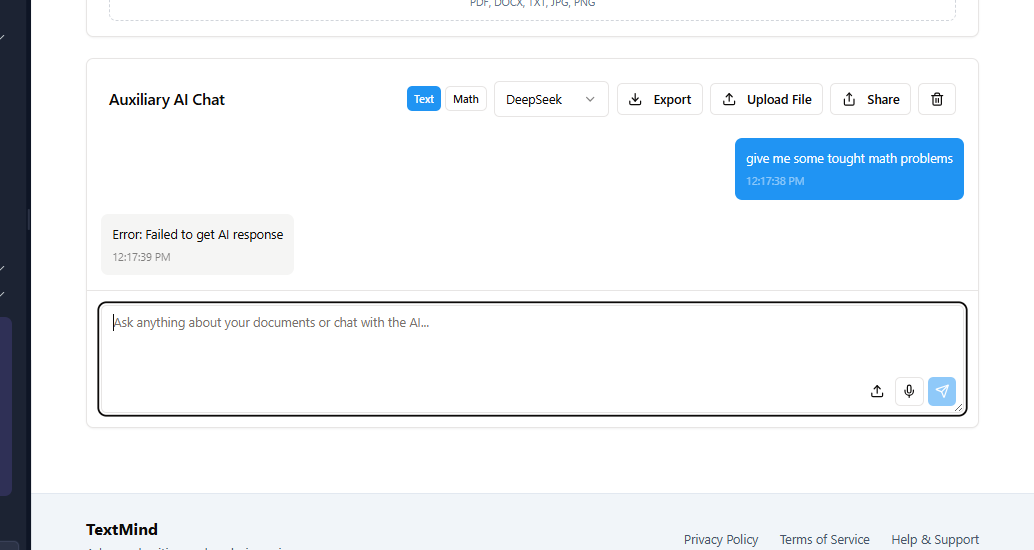 PDF, DOCX, TXT, JPG, PNG
Auxiliary AI Chat
Text
Math
DeepSeek
Export
Upload File
Share
give me some tought math problems
12:17:38 PM
Error: Failed to get AI response
12:17:39 PM
Ask anything about your documents or chat with the AI...
TextMind
Privacy Policy
Terms of Service
Help & Support